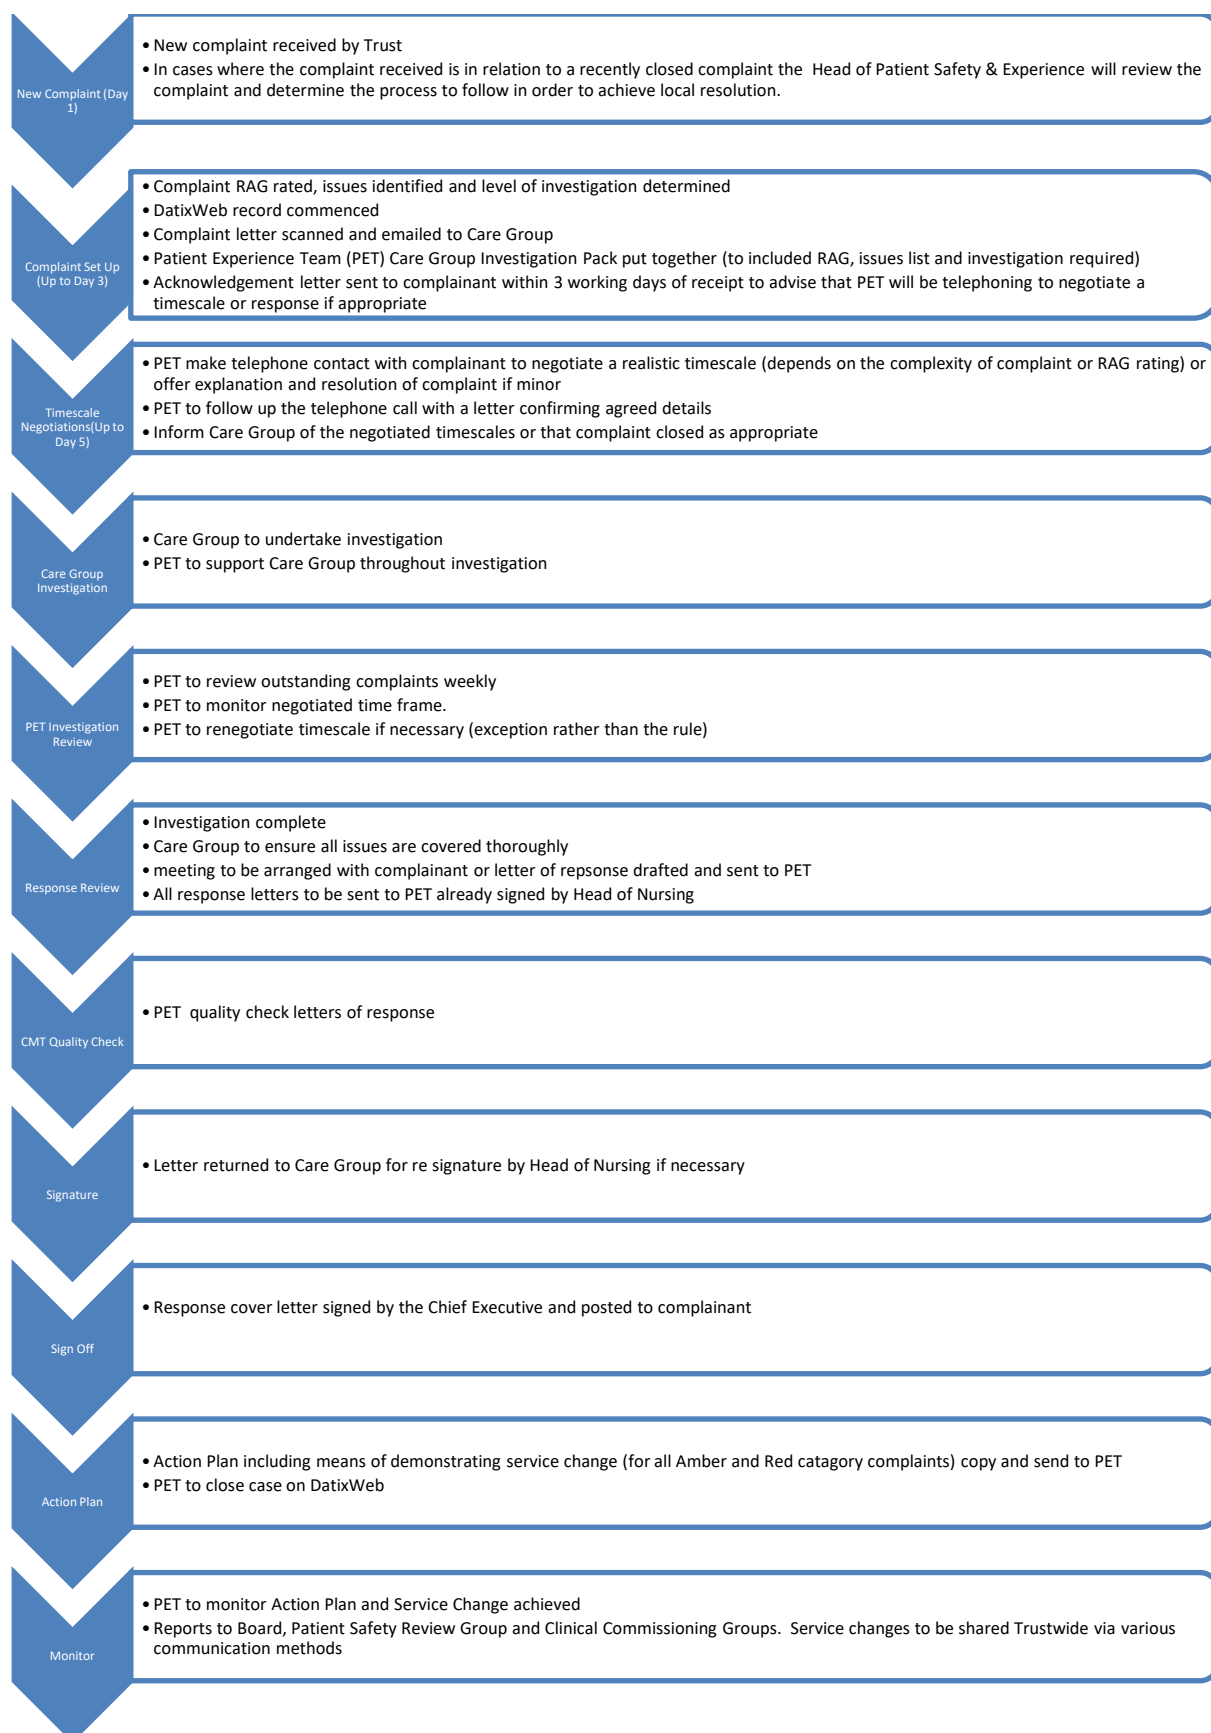 New Complaint (Day
1)
• New complaint received by Trust
• In cases where the complaint received is in relation to a recently closed complaint the  Head of Patient Safety & Experience will review the
complaint and determine the process to follow in order to achieve local resolution.
Complaint Set Up
(Up to Day 3)
• Complaint RAG rated, issues identified and level of investigation determined
• DatixWeb record commenced
• Complaint letter scanned and emailed to Care Group
• Patient Experience Team (PET) Care Group Investigation Pack put together (to included RAG, issues list and investigation required)
• Acknowledgement letter sent to complainant within 3 working days of receipt to advise that PET will be telephoning to negotiate a
timescale or response if appropriate
Timescale
Negotiations(Up to
Day 5)
• PET make telephone contact with complainant to negotiate a realistic timescale (depends on the complexity of complaint or RAG rating) or
offer explanation and resolution of complaint if minor
• PET to follow up the telephone call with a letter confirming agreed details
• Inform Care Group of the negotiated timescales or that complaint closed as appropriate
Care Group
Investigation
• Care Group to undertake investigation
• PET to support Care Group throughout investigation
PET Investigation
Review
• PET to review outstanding complaints weekly
• PET to monitor negotiated time frame.
• PET to renegotiate timescale if necessary (exception rather than the rule)
Response Review
• Investigation complete
• Care Group to ensure all issues are covered thoroughly
• meeting to be arranged with complainant or letter of repsonse drafted and sent to PET
• All response letters to be sent to PET already signed by Head of Nursing
CMT Quality Check
• PET  quality check letters of response
Signature
• Letter returned to Care Group for re signature by Head of Nursing if necessary
Sign Off
• Response cover letter signed by the Chief Executive and posted to complainant
Action Plan
• Action Plan including means of demonstrating service change (for all Amber and Red catagory complaints) copy and send to PET
• PET to close case on DatixWeb
Monitor
• PET to monitor Action Plan and Service Change achieved
• Reports to Board, Patient Safety Review Group and Clinical Commissioning Groups.  Service changes to be shared Trustwide via various
communication methods